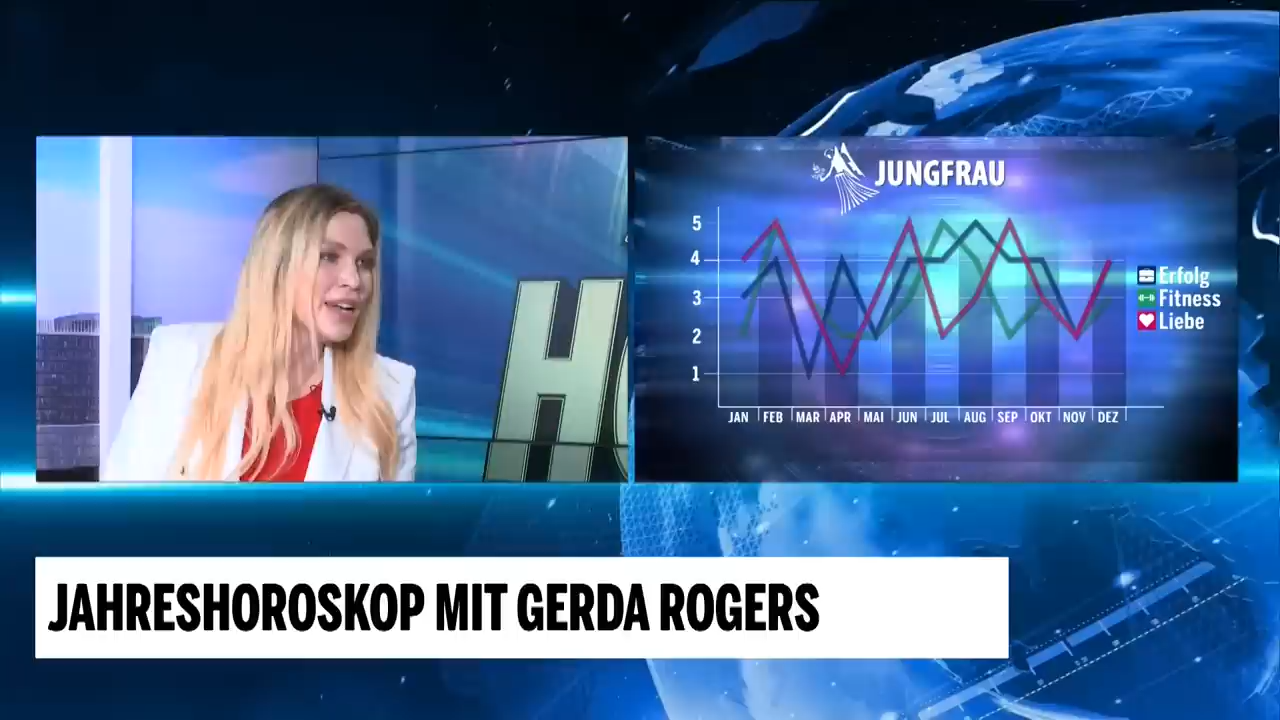 JUNGFRAU
5
4
3
2
1
Erfolg
Fitness
Liebe
JAN FEB MAR APR MAI JUN JUL AUG SEP OKT NOV DEZ
JAHRESHOROSKOP MIT GERDA ROGERS